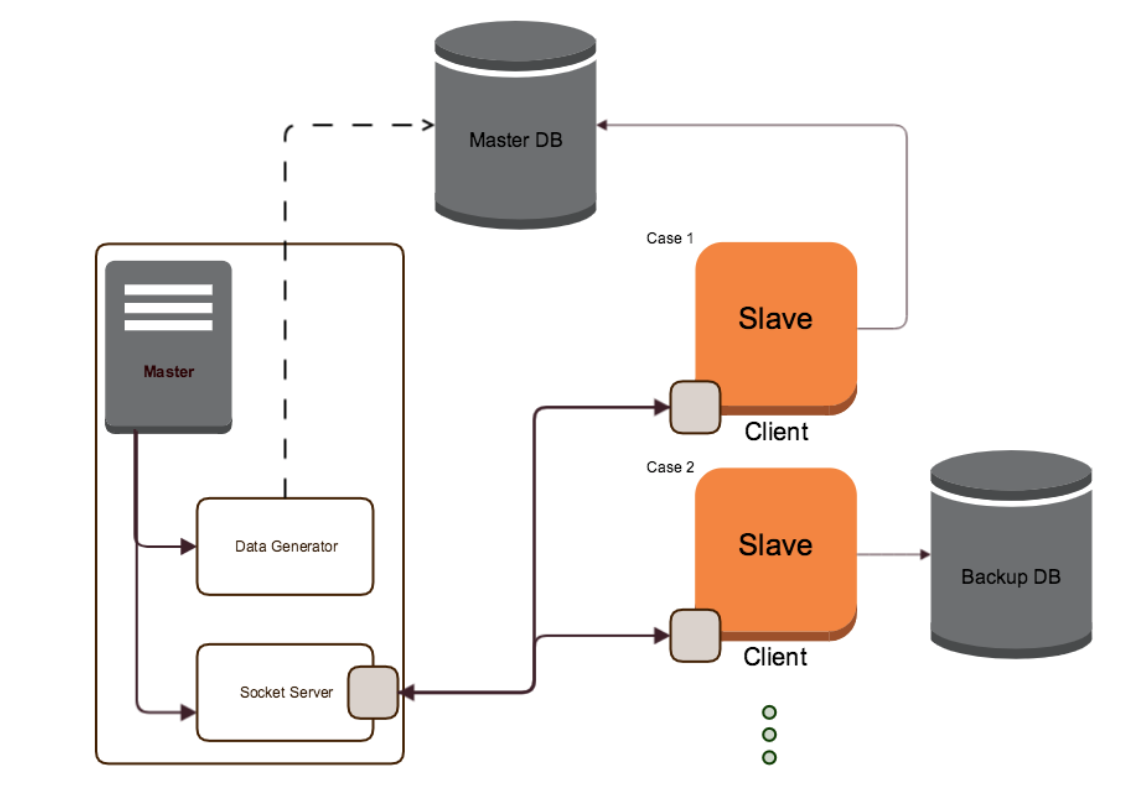 Master DB
Case 1
Slave
Master
Client
Case 2
Slave
Data Generator
Backup DB
Client
Socket Server